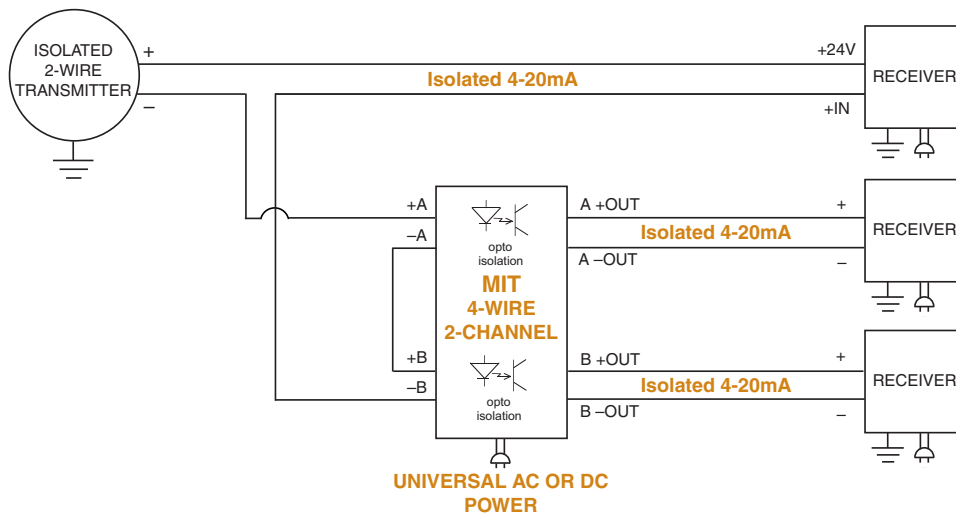 ISOLATED
2-WIRE
TRANSMITTER
+
–
Isolated 4-20mA
+24V
+IN
RECEIVER
+A
–A
opto
isolation
MIT
4-WIRE
2-CHANNEL
+B
–B
opto
isolation
UNIVERSAL AC OR DC
POWER
A +OUT
Isolated 4-20mA
A –OUT
+
–
RECEIVER
B +OUT
Isolated 4-20mA
B –OUT
+
–
RECEIVER